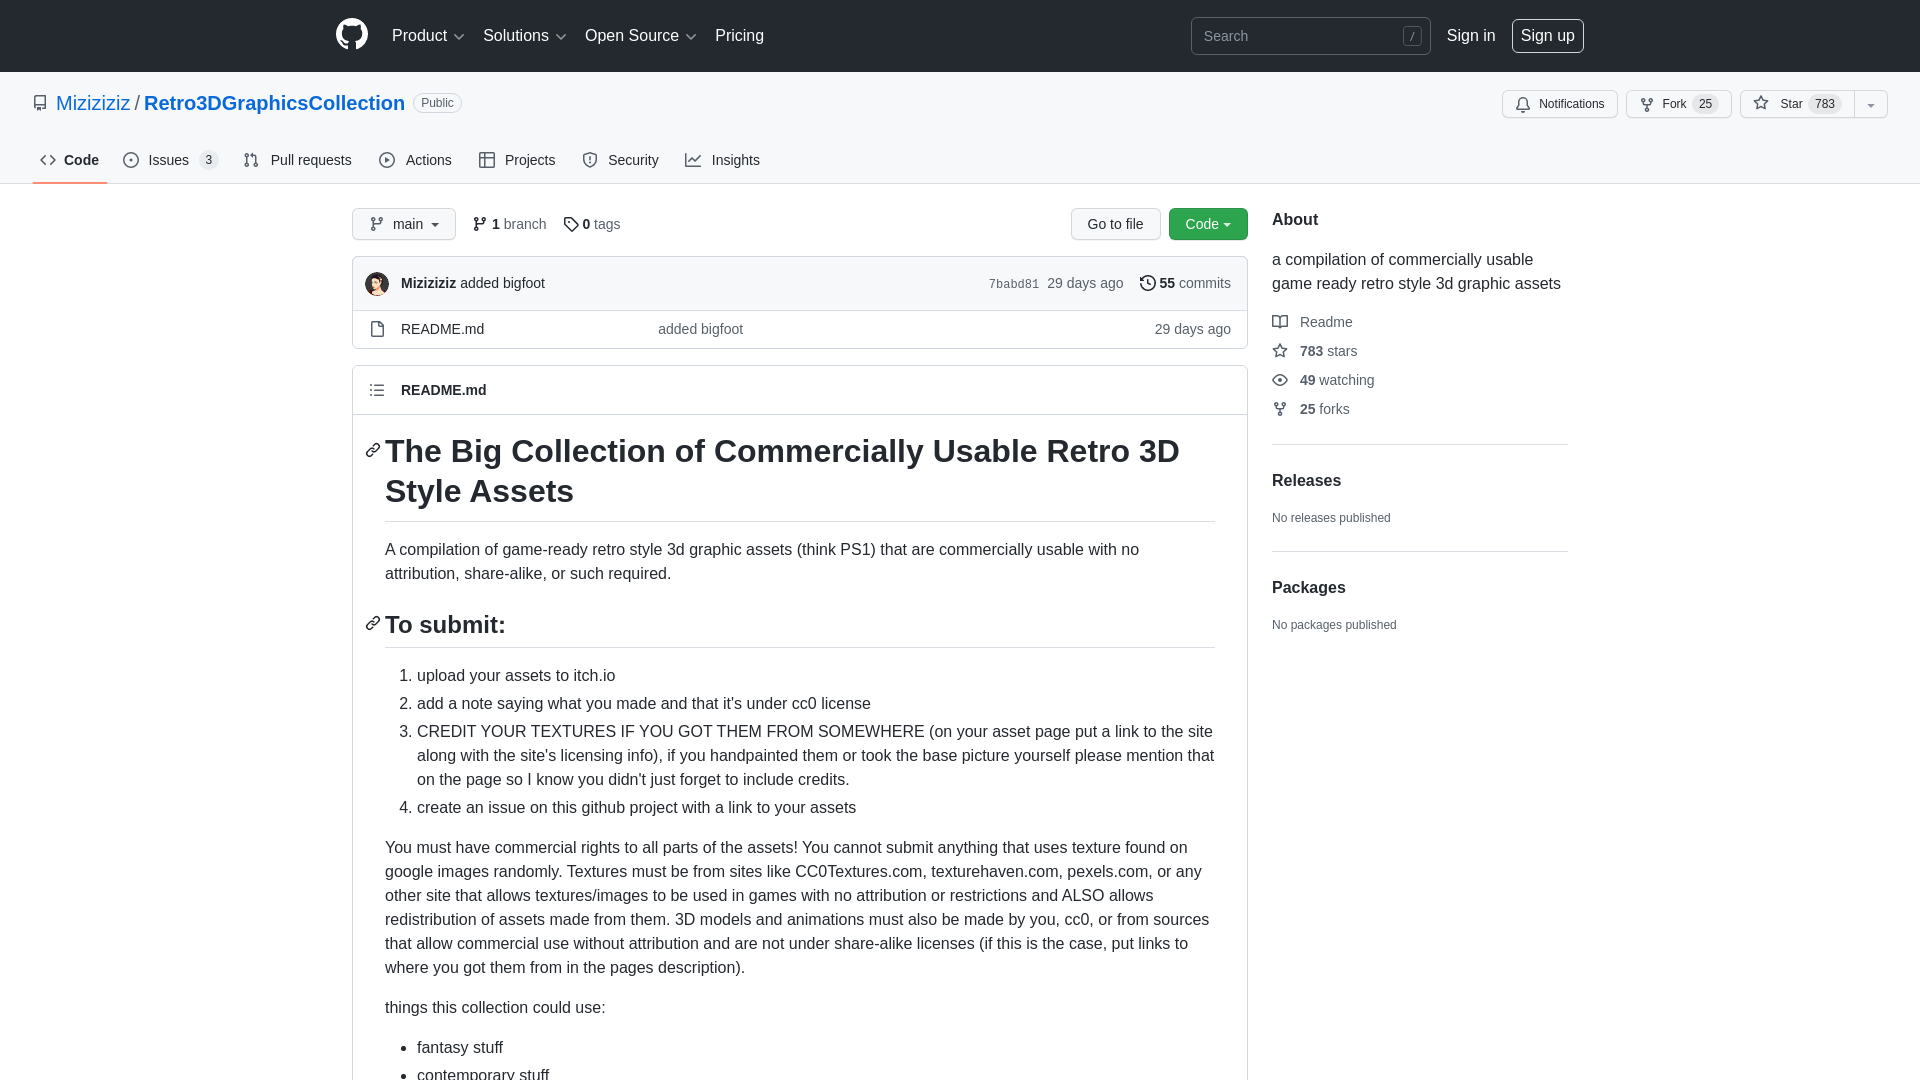 Product Solutions Open Source Pricing Search / Sign in Sign up
Miziziziz / Retro3DGraphicsCollection Public Notifications Fork 25 Star 783
Code Issues 3 Pull requests Actions Projects Security Insights
main 1 branch 0 tags Go to file Code
Miziziziz added bigfoot 7babd81 29 days ago 55 commits
README.md added bigfoot 29 days ago
README.md
The Big Collection of Commercially Usable Retro 3D
Style Assets
A compilation of game-ready retro style 3d graphic assets (think PS1) that are commercially usable with no
attribution, share-alike, or such required.
To submit:
1. upload your assets to itch.io
2. add a note saying what you made and that it's under cc0 license
3. CREDIT YOUR TEXTURES IF YOU GOT THEM FROM SOMEWHERE (on your asset page put a link to the site
along with the site's licensing info), if you handpainted them or took the base picture yourself please mention that
on the page so I know you didn't just forget to include credits.
4. create an issue on this github project with a link to your assets
You must have commercial rights to all parts of the assets! You cannot submit anything that uses texture found on
google images randomly. Textures must be from sites like CC0Textures.com, texturehaven.com, pexels.com, or any
other site that allows textures/images to be used in games with no attribution or restrictions and ALSO allows
redistribution of assets made from them. 3D models and animations must also be made by you, cc0, or from sources
that allow commercial use without attribution and are not under share-alike licenses (if this is the case, put links to
where you got them from in the pages description).
things this collection could use:
• fantasy stuff
• contemporary stuff
About
a compilation of commercially usable
game ready retro style 3d graphic assets
Readme
783 stars
49 watching
25 forks
Releases
No releases published
Packages
No packages published